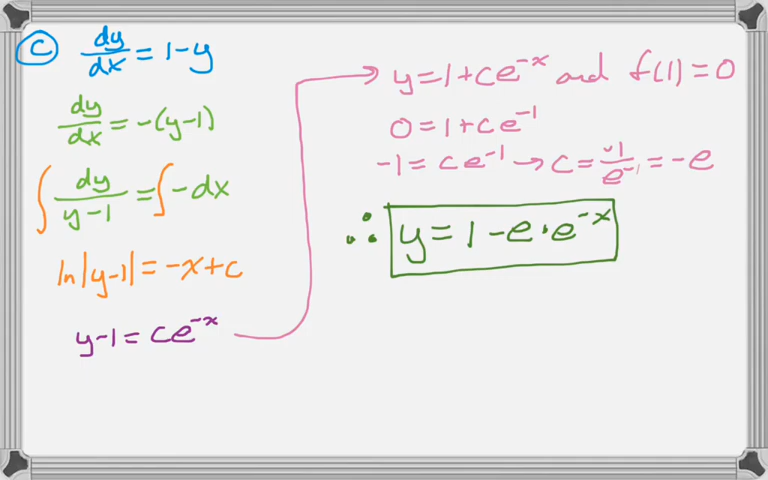 ⓒ dy/dx = 1-y
dy/dx = -(y-1)
∫ dy/(y-1) = ∫ -dx
ln|y-1| = -x+c
y-1 = ce^-x
y = 1+ce^-x and f(1) = 0
0 = 1+ce^-1
-1 = ce^-1 → c = -1/e^-1 = -e
∴ y = 1-e·e^-x